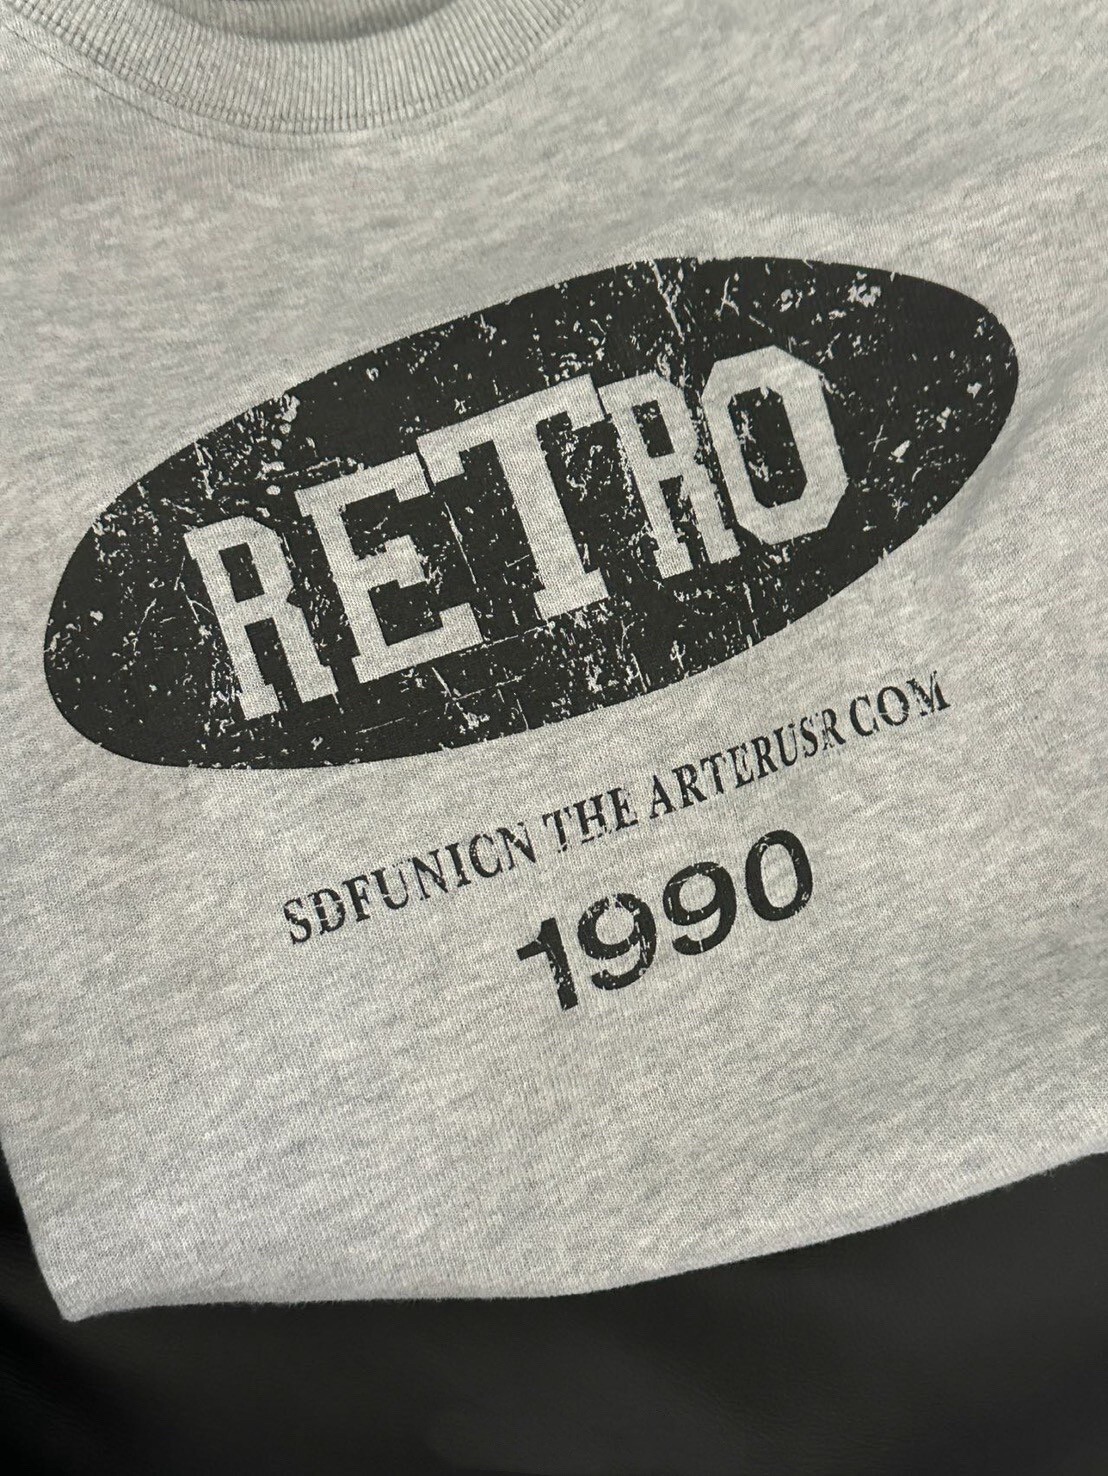 RETRO
SDFUNICN THE ARTERUSR COM
1990